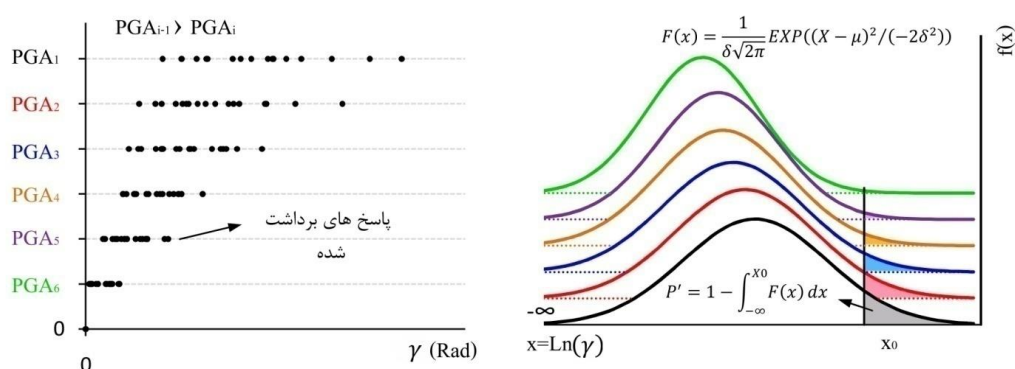 PGAi-1 > PGAi
PGA1
PGA2
PGA3
PGA4
PGA5
PGA6
پاسخ های برداشت
شده
0
0
γ (Rad)
F(x) = 1/(δ√2π) EXP((X − μ)²/(−2δ²))
f(x)
P′ = 1 − ∫_{−∞}^{X0} F(x) dx
-∞
x=Ln(γ)
x₀